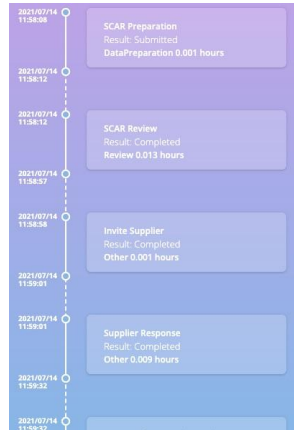 2021/07/14
11:58:08
SCAR Preparation
Result: Submitted
DataPreparation 0.001 hours
2021/07/14
11:58:12
2021/07/14
11:58:12
SCAR Review
Result: Completed
Review 0.013 hours
2021/07/14
11:58:57
2021/07/14
11:58:58
Invite Supplier
Result: Completed
Other 0.001 hours
2021/07/14
11:59:01
2021/07/14
11:59:01
Supplier Response
Result: Completed
Other 0.009 hours
2021/07/14
11:59:32
2021/07/14
11:59:32